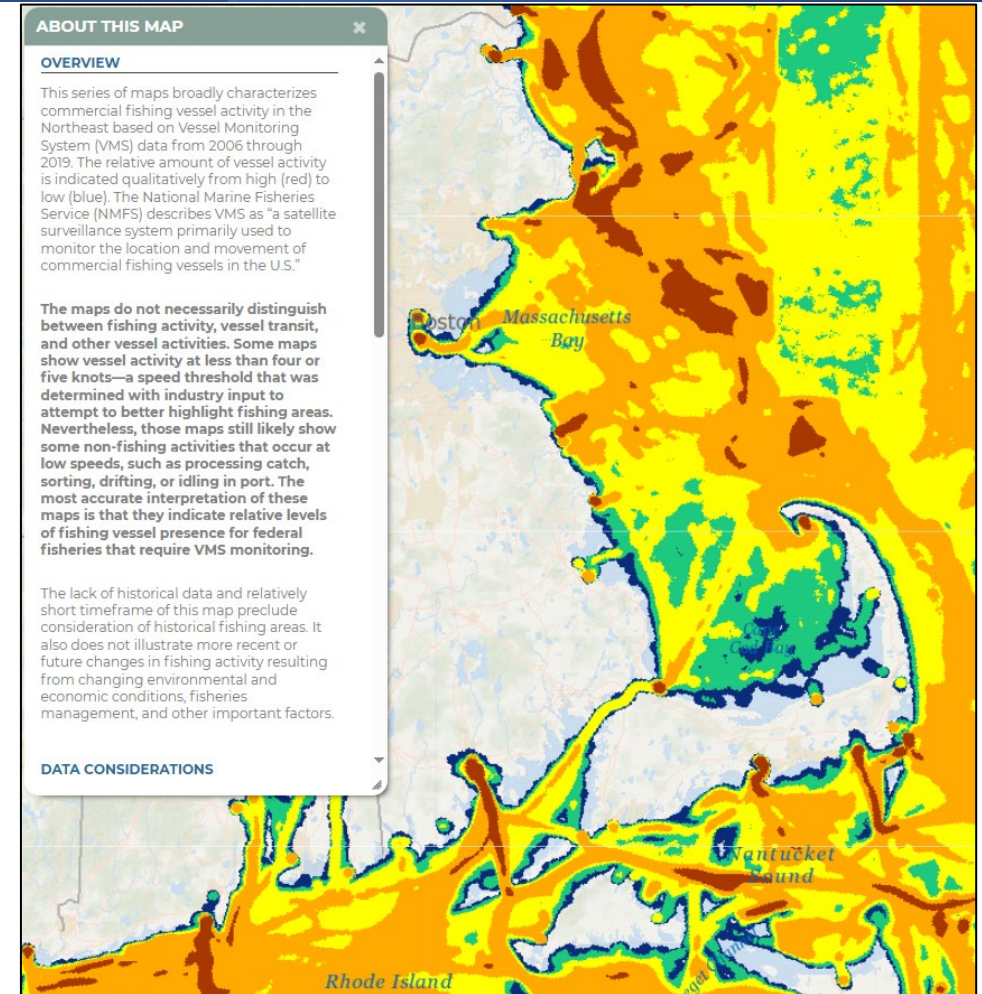 ABOUT THIS MAP
OVERVIEW
This series of maps broadly characterizes
commercial fishing vessel activity in the
Northeast based on Vessel Monitoring
System (VMS) data from 2006 through
2019. The relative amount of vessel activity
is indicated qualitatively from high (red) to
low (blue). The National Marine Fisheries
Service (NMFS) describes VMS as “a satellite
surveillance system primarily used to
monitor the location and movement of
commercial fishing vessels in the U.S.”
The maps do not necessarily distinguish
between fishing activity, vessel transit,
and other vessel activities. Some maps
show vessel activity at less than four or
five knots—a speed threshold that was
determined with industry input to
attempt to better highlight fishing areas.
Nevertheless, those maps still likely show
some non-fishing activities that occur at
low speeds, such as processing catch,
sorting, drifting, or idling in port. The
most accurate interpretation of these
maps is that they indicate relative levels
of fishing vessel presence for federal
fisheries that require VMS monitoring.
The lack of historical data and relatively
short timeframe of this map preclude
consideration of historical fishing areas. It
also does not illustrate more recent or
future changes in fishing activity resulting
from changing environmental and
economic conditions, fisheries
management, and other important factors.
DATA CONSIDERATIONS
Boston
Massachusetts
Bay
Cape
Cod Bay
Nantucket
Sound
Rhode Island